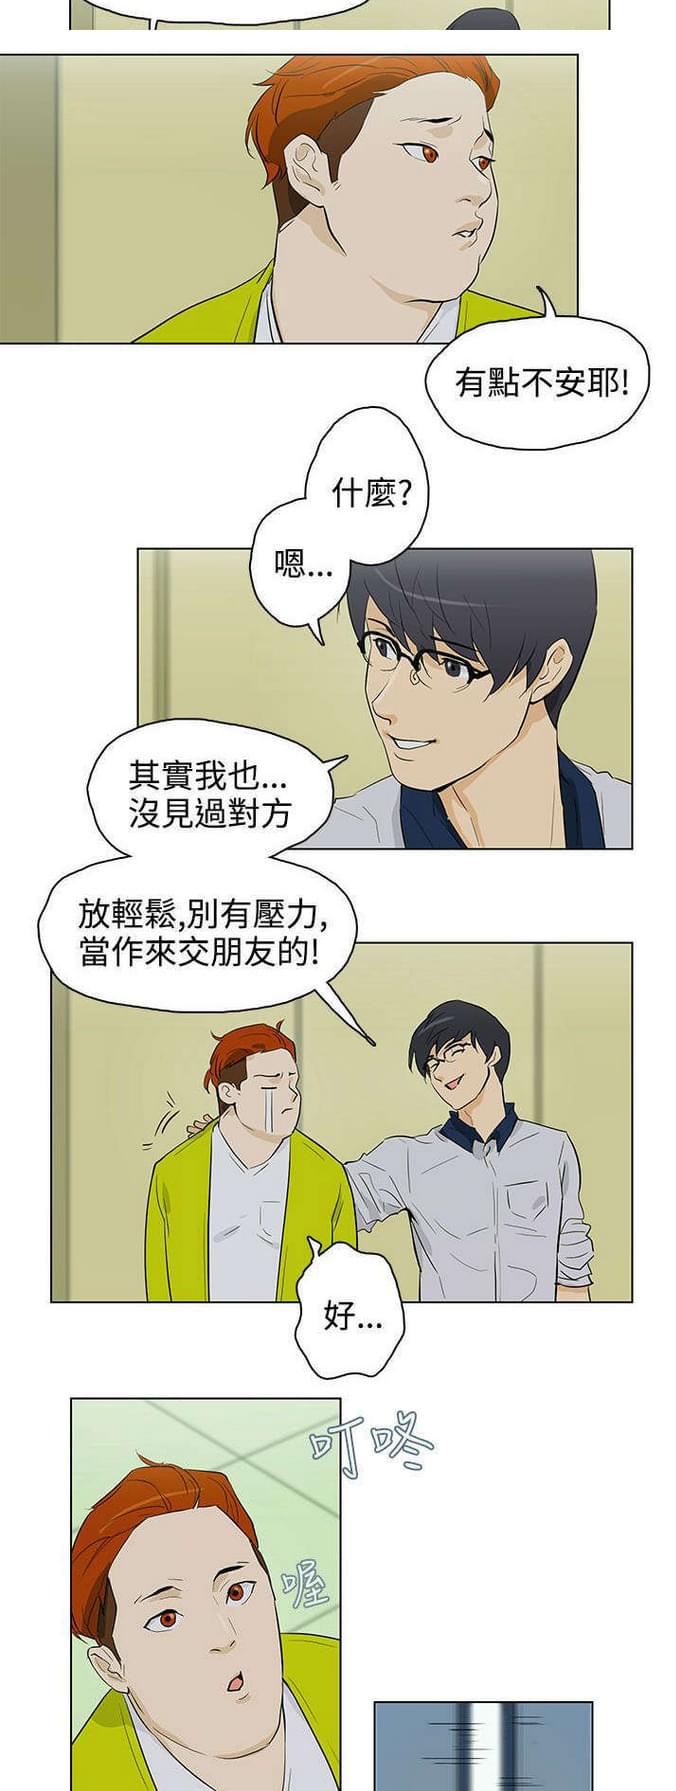 有點不安耶!
什麼?
嗯...
其實我也...
沒見過對方
放輕鬆,別有壓力,
當作來交朋友的!
好...
叮咚
喔